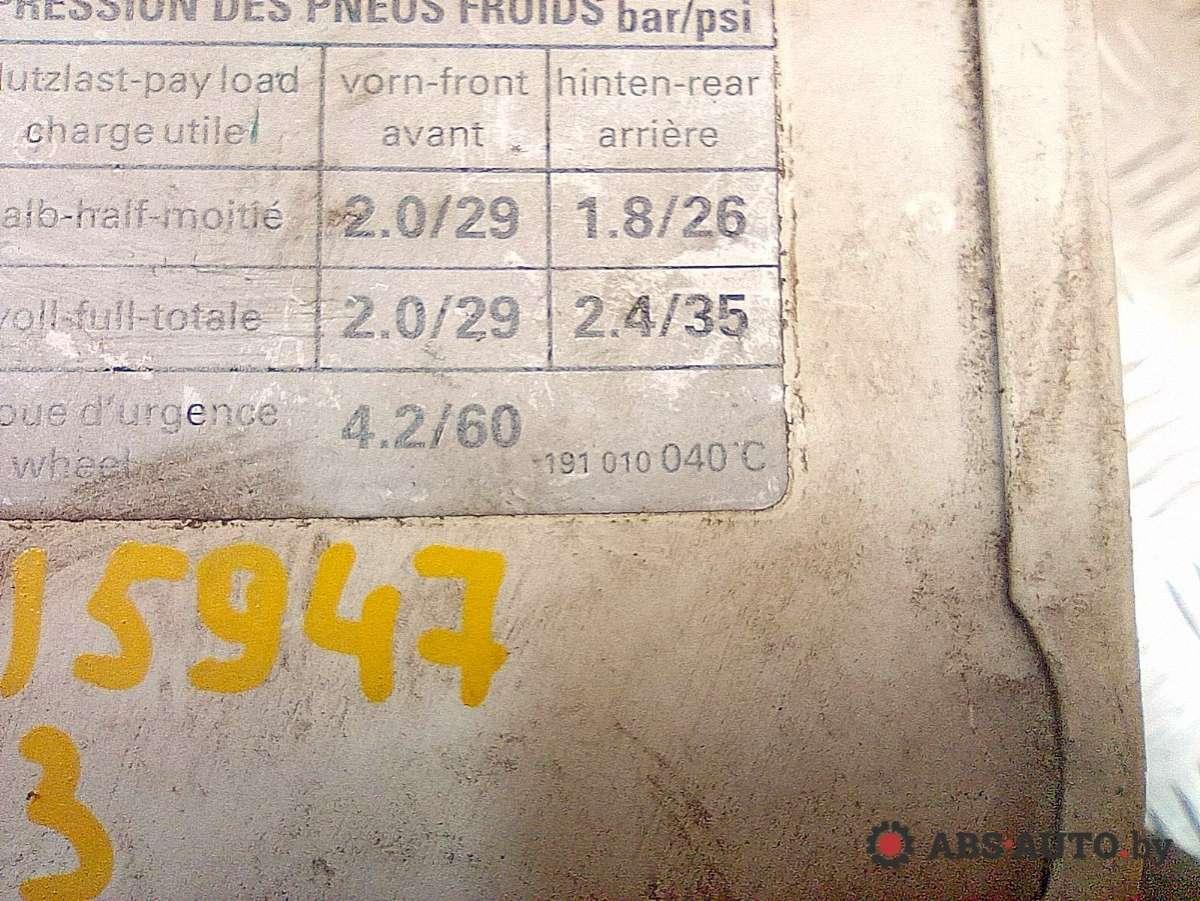 PRESSION DES PNEUS FROIDS bar/psi
lutzlast-pay load vorn-front hinten-rear
charge utile avant arrière
alb-half-moitié 2.0/29 1.8/26
voll-full-totale 2.0/29 2.4/35
oue d'urgence 4.2/60
wheel 191 010 040 C
15947
3
ABS-AUTO.by